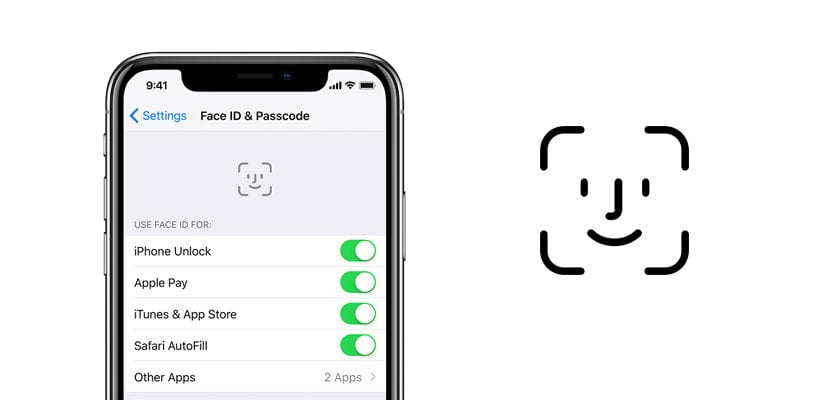 9:41
Settings Face ID & Passcode
USE FACE ID FOR:
iPhone Unlock
Apple Pay
iTunes & App Store
Safari AutoFill
Other Apps 2 Apps